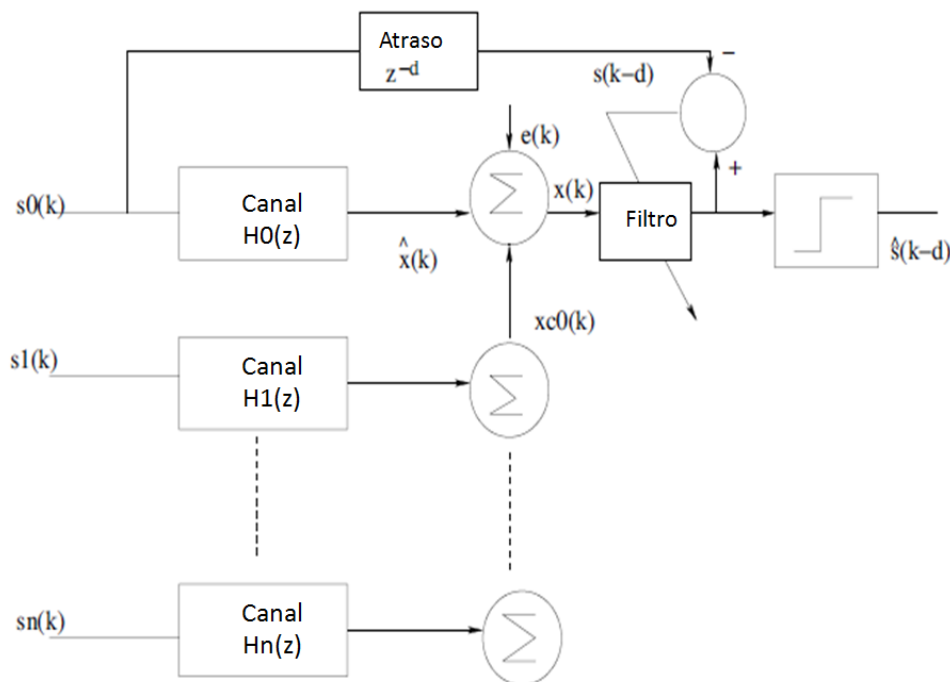 Atraso
z⁻ᵈ
−
s(k−d)
e(k)
s0(k)
Canal
H0(z)
Σ
x(k)
Filtro
+
x̂(k)
ŝ(k−d)
xc0(k)
s1(k)
Canal
H1(z)
Σ
sn(k)
Canal
Hn(z)
Σ